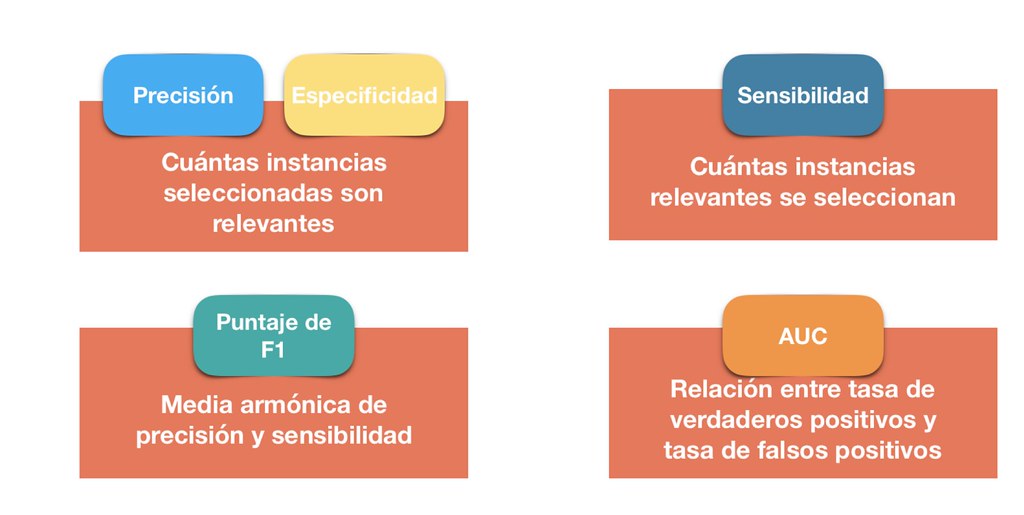 Precisión
Especificidad
Cuántas instancias
seleccionadas son
relevantes
Sensibilidad
Cuántas instancias
relevantes se seleccionan
Puntaje de
F1
Media armónica de
precisión y sensibilidad
AUC
Relación entre tasa de
verdaderos positivos y
tasa de falsos positivos